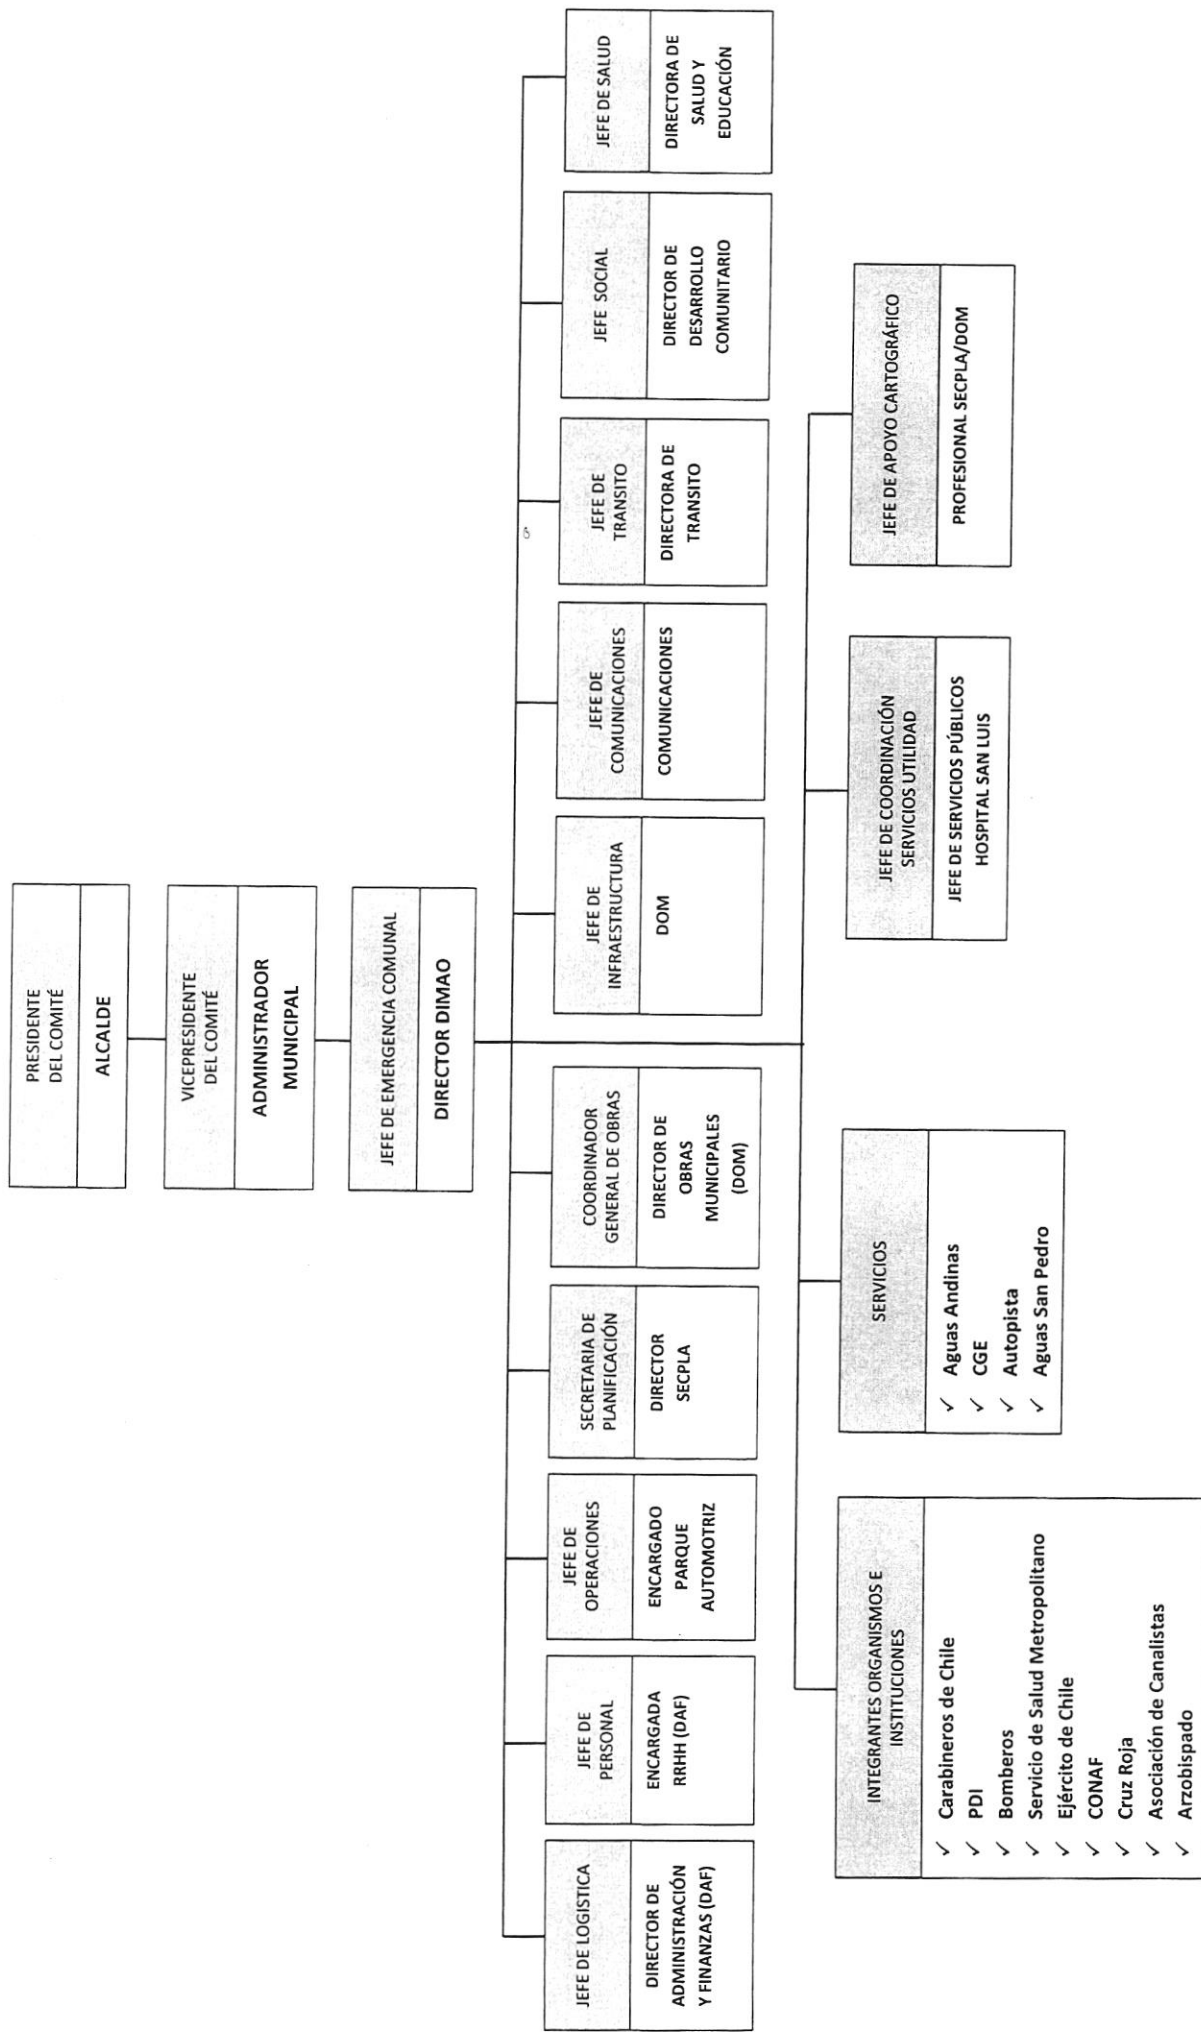 PRESIDENTE
DEL COMITÉ
ALCALDE
VICEPRESIDENTE
DEL COMITÉ
ADMINISTRADOR
MUNICIPAL
JEFE DE EMERGENCIA COMUNAL
DIRECTOR DIMAO
JEFE DE LOGISTICA
DIRECTOR DE
ADMINISTRACIÓN
Y FINANZAS (DAF)
JEFE DE
PERSONAL
ENCARGADA
RRHH (DAF)
JEFE DE
OPERACIONES
ENCARGADO
PARQUE
AUTOMOTRIZ
SECRETARIA DE
PLANIFICACIÓN
DIRECTOR
SECPLA
COORDINADOR
GENERAL DE OBRAS
DIRECTOR DE
OBRAS
MUNICIPALES
(DOM)
JEFE DE
INFRAESTRUCTURA
DOM
JEFE DE
COMUNICACIONES
COMUNICACIONES
JEFE DE
TRANSITO
DIRECTORA DE
TRANSITO
JEFE SOCIAL
DIRECTOR DE
DESARROLLO
COMUNITARIO
JEFE DE SALUD
DIRECTORA DE
SALUD Y
EDUCACIÓN
INTEGRANTES ORGANISMOS E
INSTITUCIONES
✓ Carabineros de Chile
✓ PDI
✓ Bomberos
✓ Servicio de Salud Metropolitano
✓ Ejército de Chile
✓ CONAF
✓ Cruz Roja
✓ Asociación de Canalistas
✓ Arzobispado
SERVICIOS
✓ Aguas Andinas
✓ CGE
✓ Autopista
✓ Aguas San Pedro
JEFE DE COORDINACIÓN
SERVICIOS UTILIDAD
JEFE DE SERVICIOS PÚBLICOS
HOSPITAL SAN LUIS
JEFE DE APOYO CARTOGRÁFICO
PROFESIONAL SECPLA/DOM